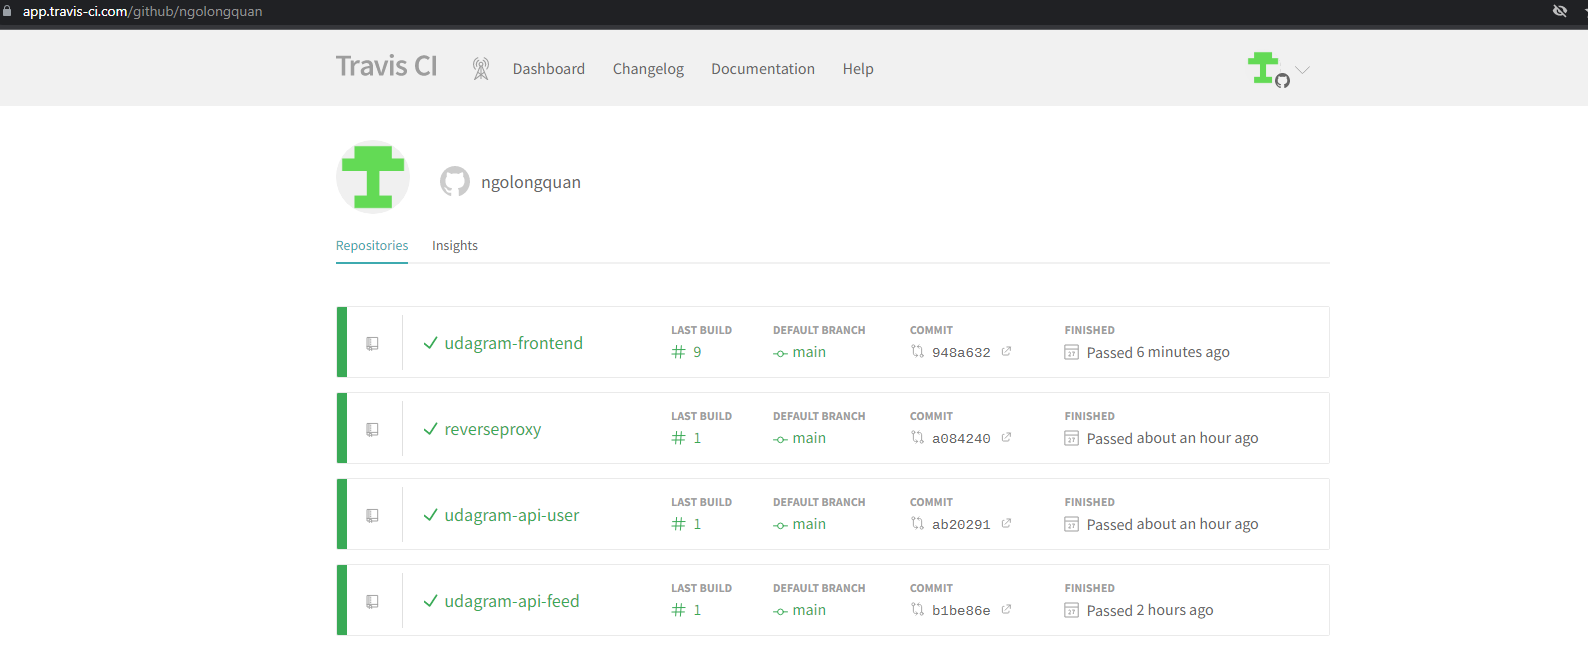 app.travis-ci.com/github/ngolongquan
Travis CI Dashboard Changelog Documentation Help
ngolongquan
Repositories Insights
udagram-frontend LAST BUILD DEFAULT BRANCH COMMIT FINISHED
# 9 main 948a632 Passed 6 minutes ago
reverseproxy LAST BUILD DEFAULT BRANCH COMMIT FINISHED
# 1 main a084240 Passed about an hour ago
udagram-api-user LAST BUILD DEFAULT BRANCH COMMIT FINISHED
# 1 main ab20291 Passed about an hour ago
udagram-api-feed LAST BUILD DEFAULT BRANCH COMMIT FINISHED
# 1 main b1be86e Passed 2 hours ago